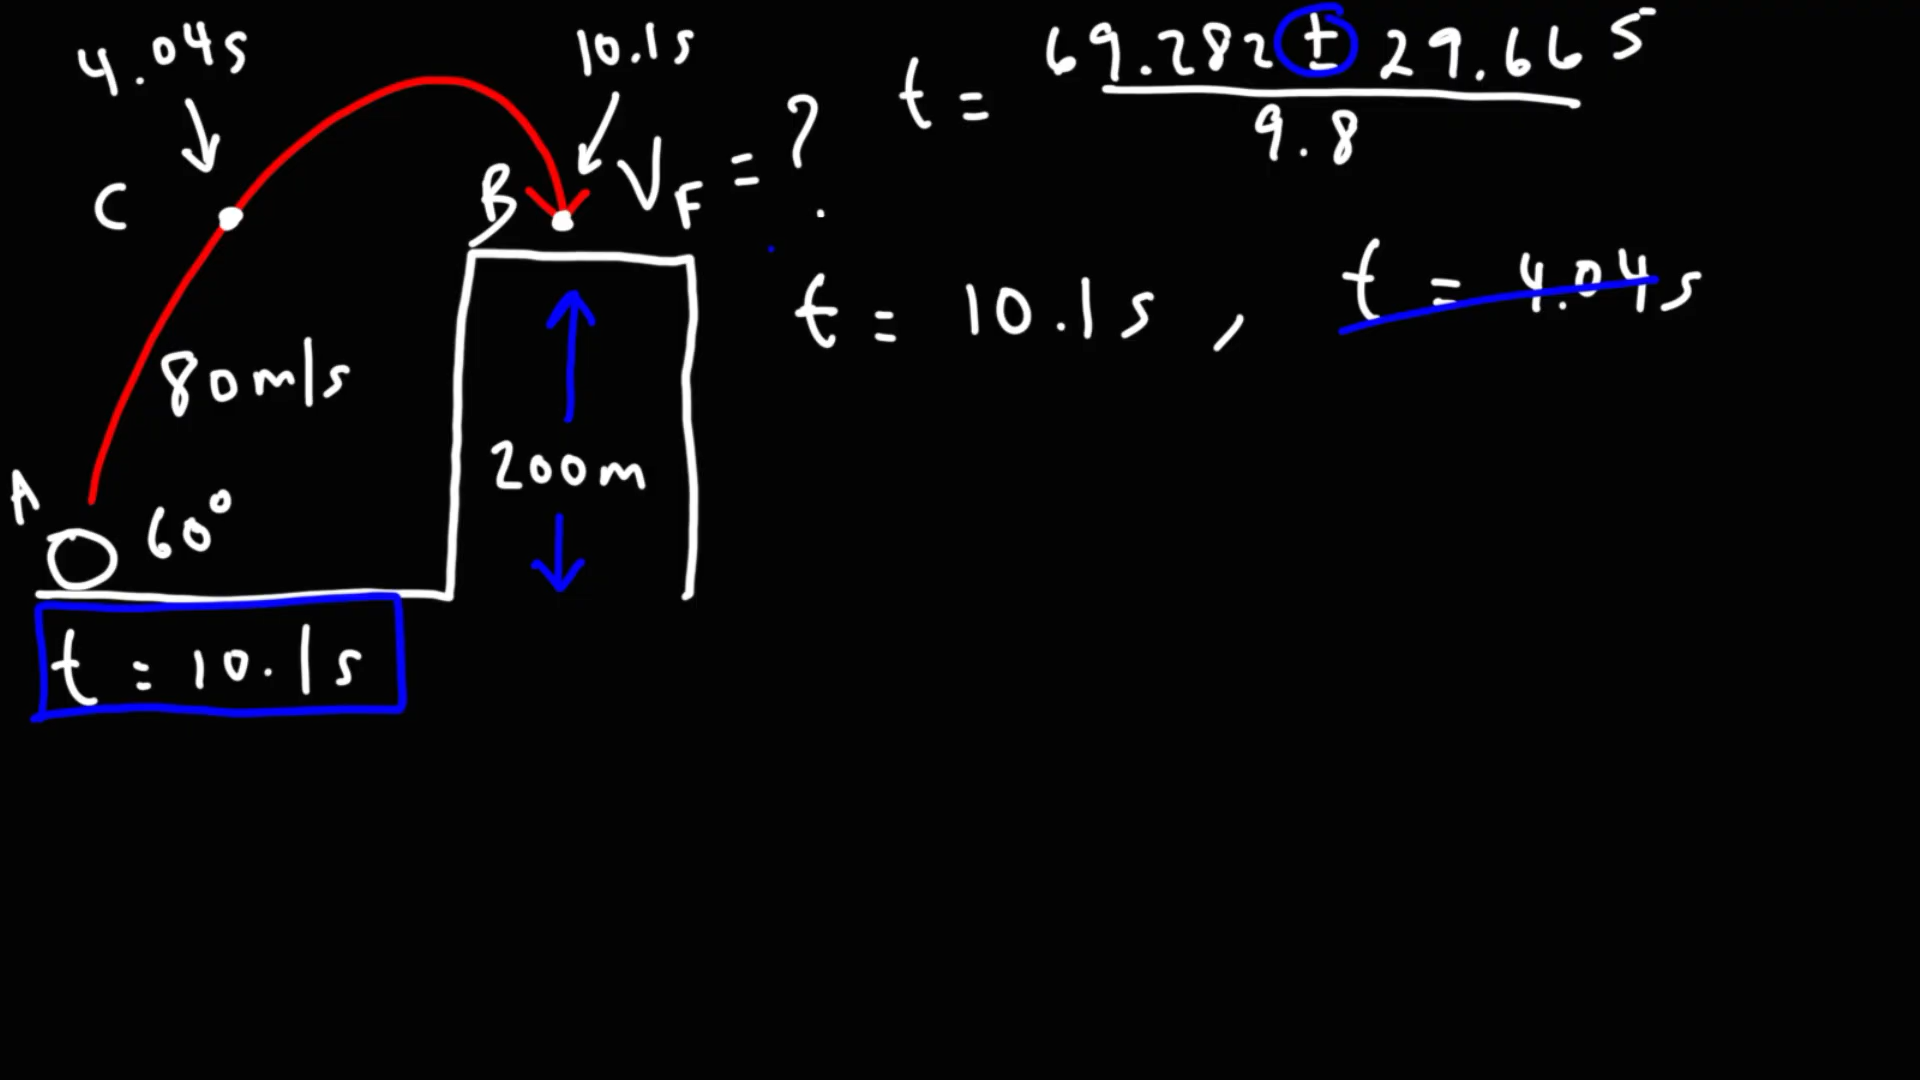 4.04s
10.1s
t = 69.282 ± 29.665
9.8
C
B
V_F = ?
t = 10.1s , t = 4.04s
80m/s
200m
A
60°
t = 10.1s